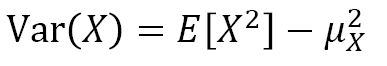 Var(X) = E[X²] − μ_X²